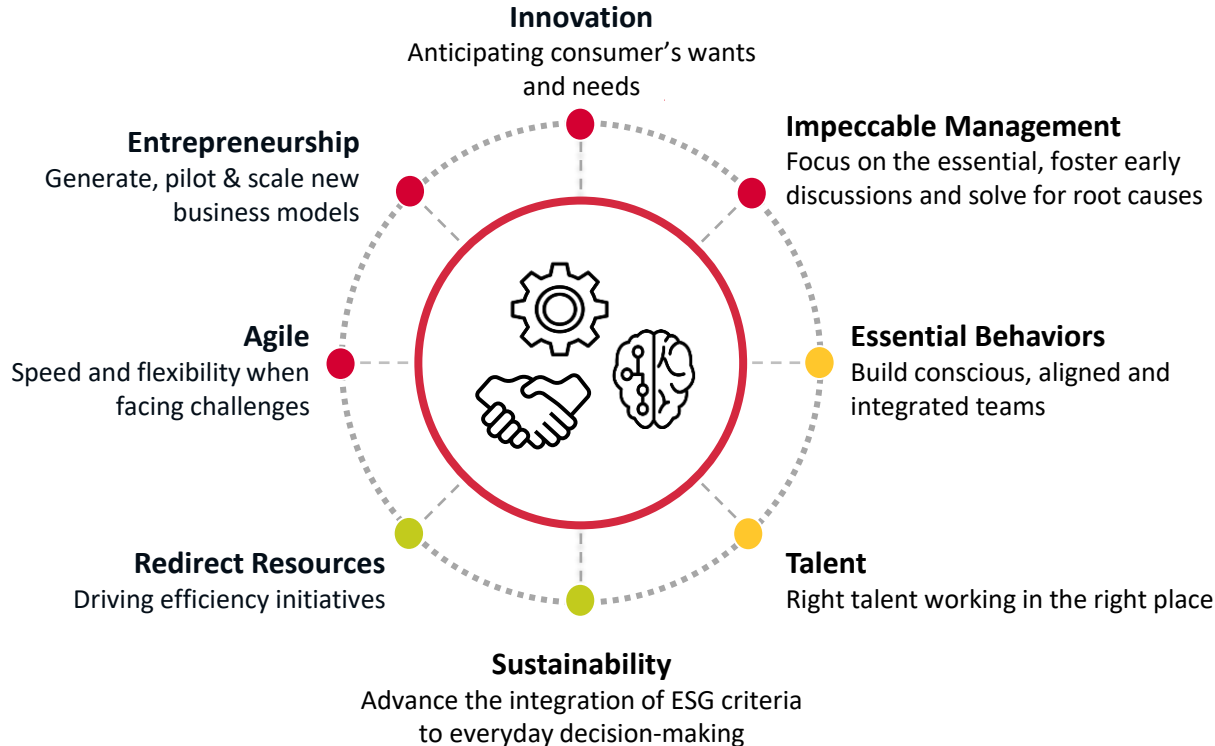 Innovation
Anticipating consumer’s wants
and needs
Impeccable Management
Focus on the essential, foster early
discussions and solve for root causes
Essential Behaviors
Build conscious, aligned and
integrated teams
Talent
Right talent working in the right place
Sustainability
Advance the integration of ESG criteria
to everyday decision-making
Redirect Resources
Driving efficiency initiatives
Agile
Speed and flexibility when
facing challenges
Entrepreneurship
Generate, pilot & scale new
business models